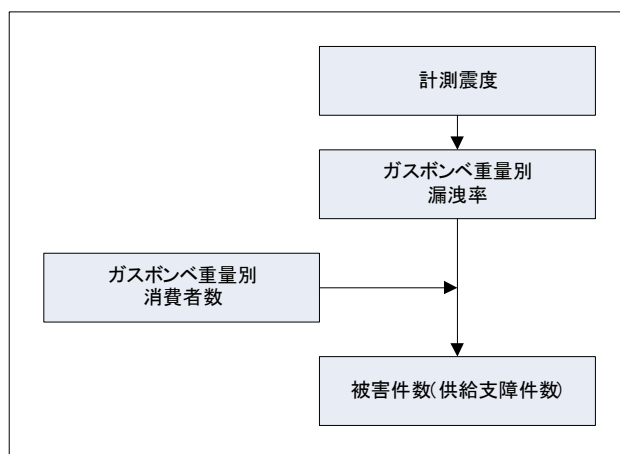 計測震度
ガスボンベ重量別
漏洩率
ガスボンベ重量別
消費者数
被害件数(供給支障件数)